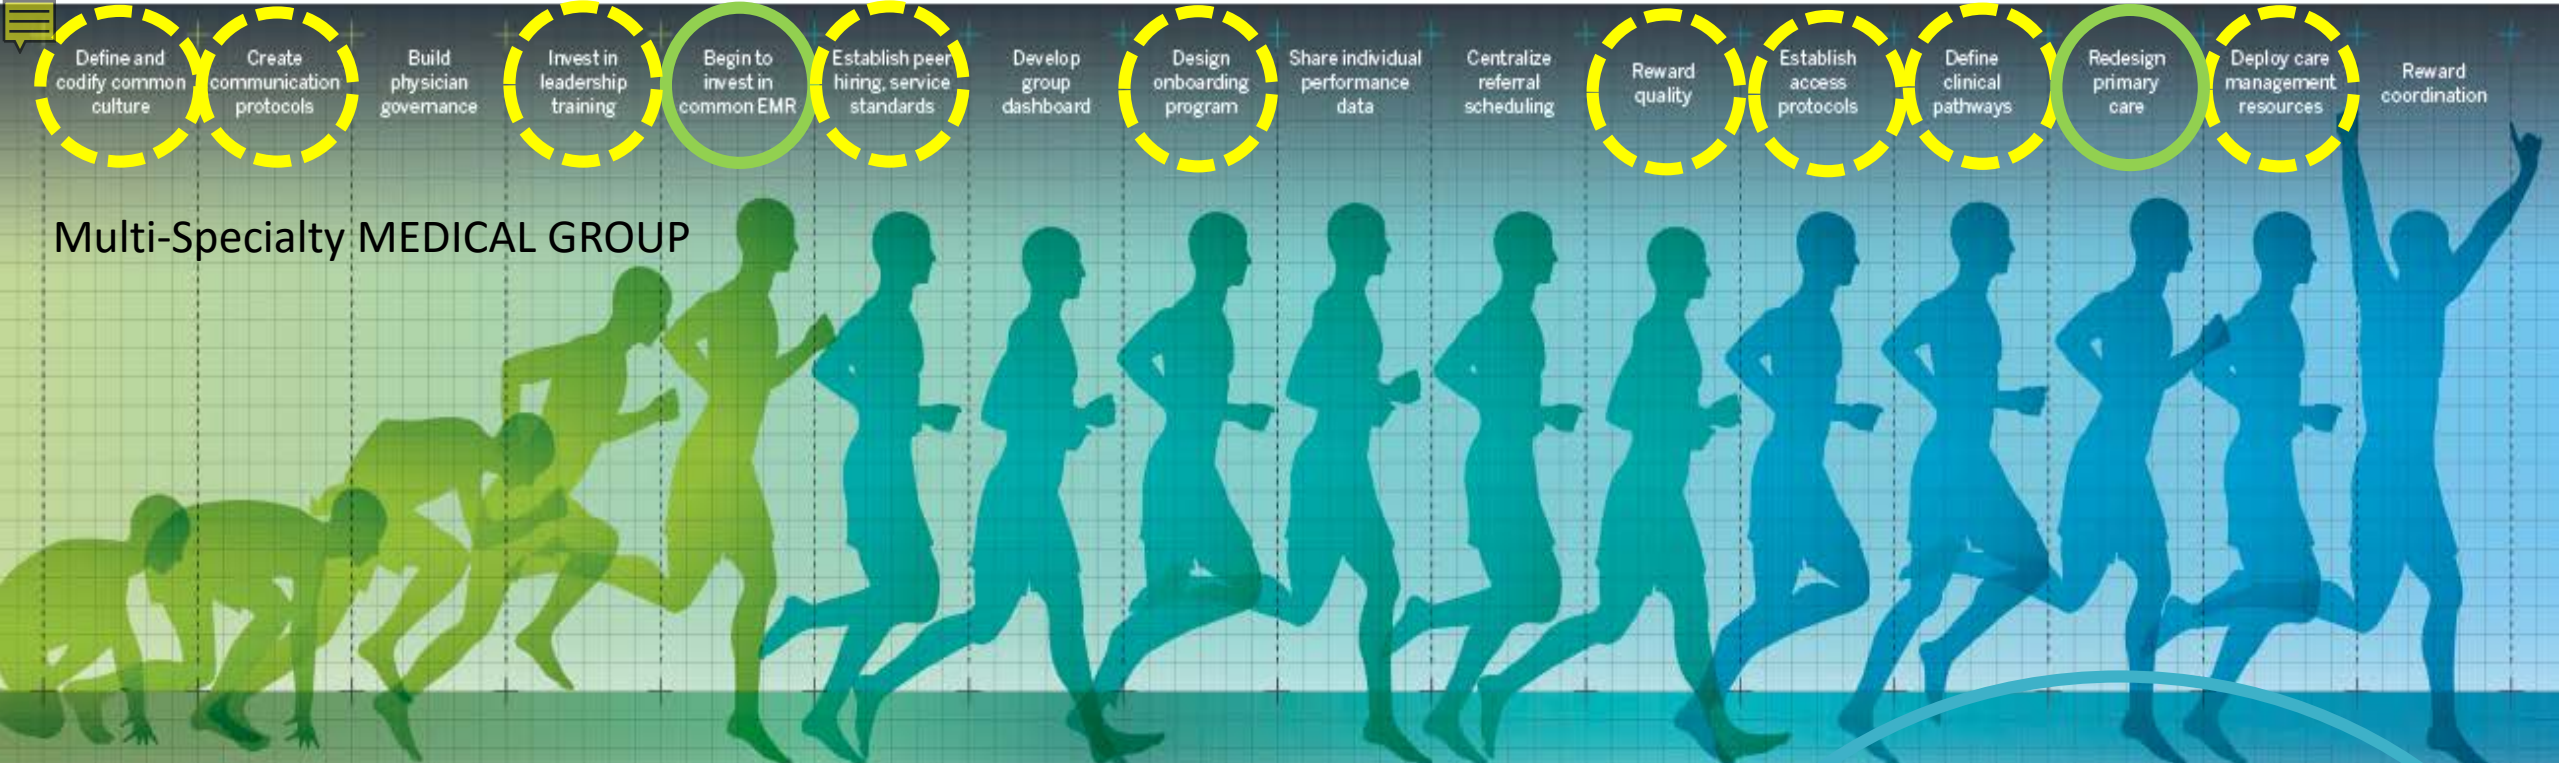 Define and
codify common
culture
Create
communication
protocols
Build
physician
governance
Invest in
leadership
training
Begin to
invest in
common EMR
Establish peer
hiring, service
standards
Develop
group
dashboard
Design
onboarding
program
Share individual
performance
data
Centralize
referral
scheduling
Reward
quality
Establish
access
protocols
Define
clinical
pathways
Redesign
primary
care
Deploy care
management
resources
Reward
coordination
Multi-Specialty MEDICAL GROUP